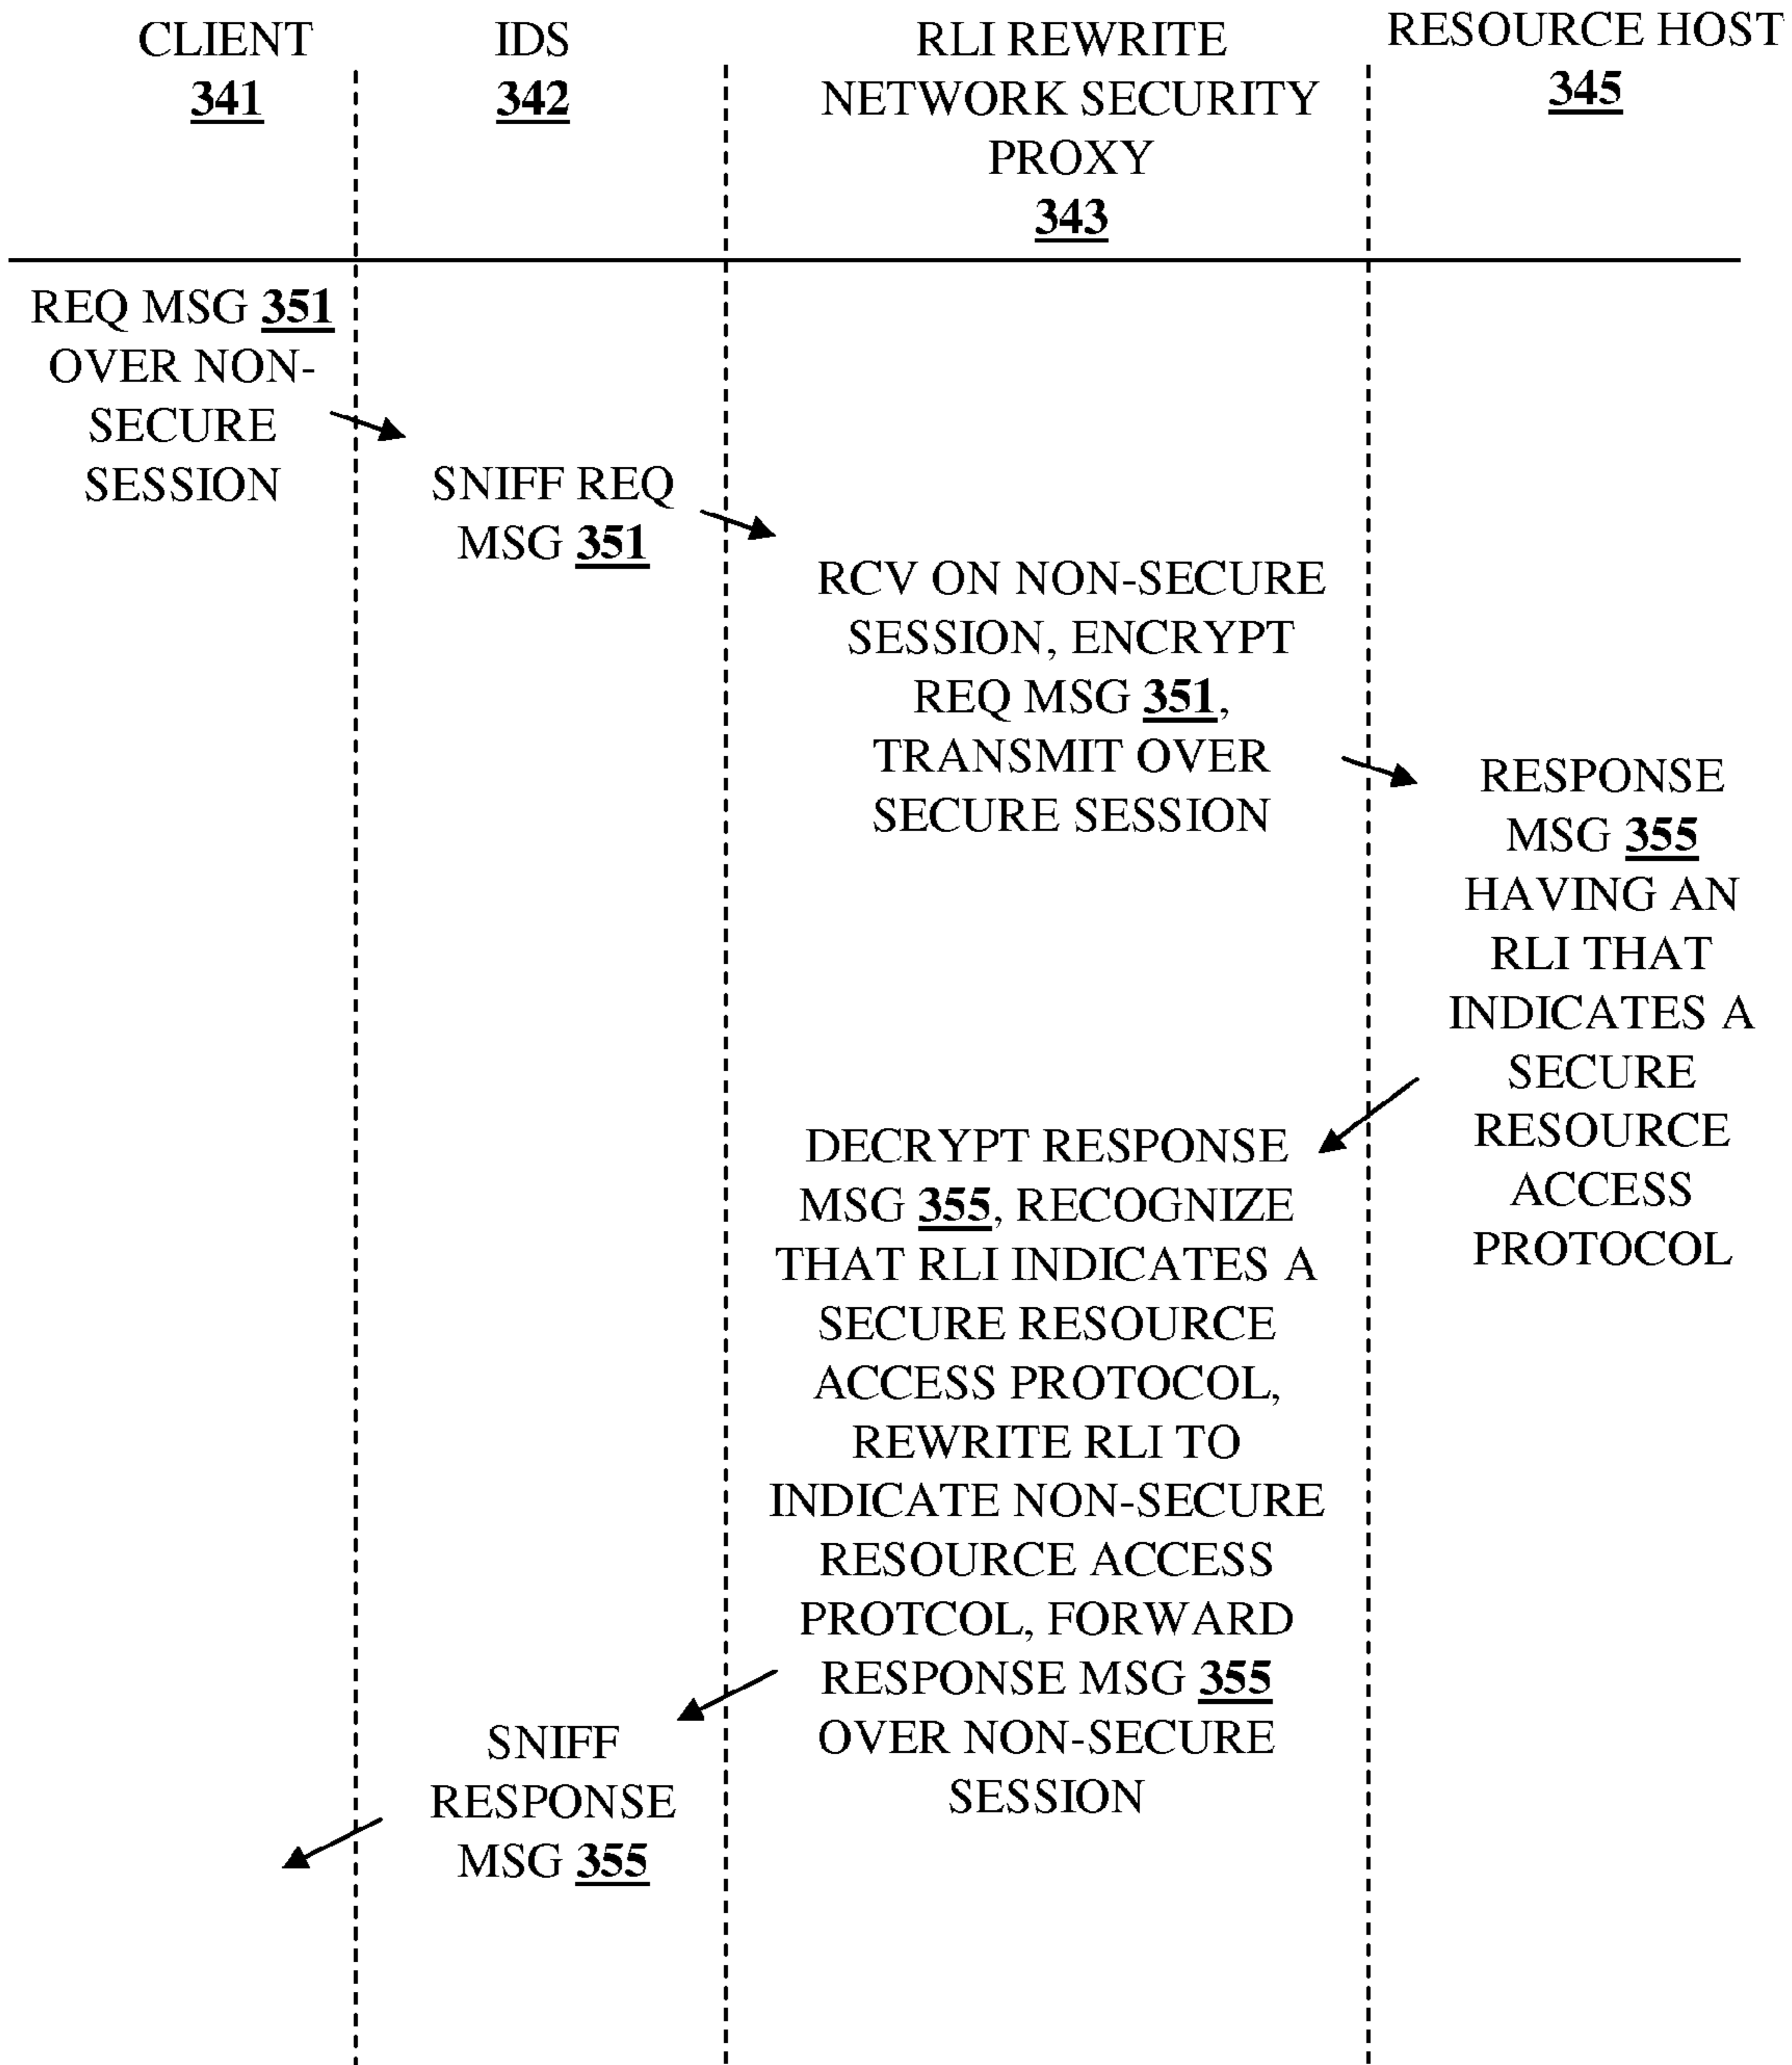 CLIENT
341
IDS
342
RLI REWRITE
NETWORK SECURITY
PROXY
343
RESOURCE HOST
345
REQ MSG 351
OVER NON-
SECURE
SESSION
SNIFF REQ
MSG 351
RCV ON NON-SECURE
SESSION, ENCRYPT
REQ MSG 351,
TRANSMIT OVER
SECURE SESSION
RESPONSE
MSG 355
HAVING AN
RLI THAT
INDICATES A
SECURE
RESOURCE
ACCESS
PROTOCOL
DECRYPT RESPONSE
MSG 355, RECOGNIZE
THAT RLI INDICATES A
SECURE RESOURCE
ACCESS PROTOCOL,
REWRITE RLI TO
INDICATE NON-SECURE
RESOURCE ACCESS
PROTCOL, FORWARD
RESPONSE MSG 355
OVER NON-SECURE
SESSION
SNIFF
RESPONSE
MSG 355